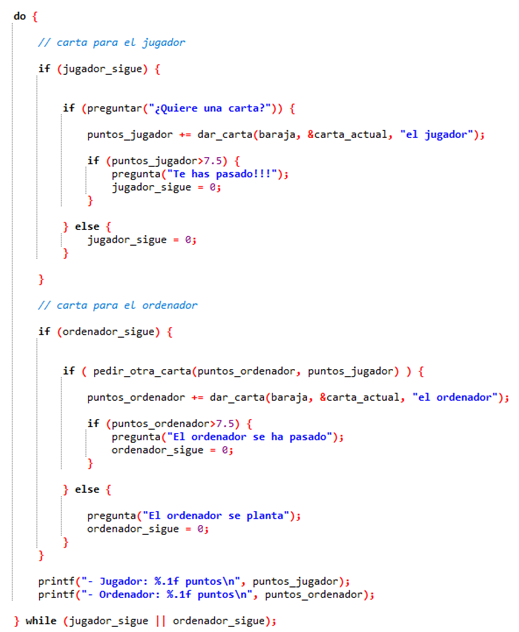 do {
// carta para el jugador
if (jugador_sigue) {
if (preguntar("¿Quiere una carta?")) {
puntos_jugador += dar_carta(baraja, &carta_actual, "el jugador");
if (puntos_jugador>7.5) {
pregunta("Te has pasado!!!");
jugador_sigue = 0;
}
} else {
jugador_sigue = 0;
}
}
// carta para el ordenador
if (ordenador_sigue) {
if ( pedir_otra_carta(puntos_ordenador, puntos_jugador) ) {
puntos_ordenador += dar_carta(baraja, &carta_actual, "el ordenador");
if (puntos_ordenador>7.5) {
pregunta("El ordenador se ha pasado");
ordenador_sigue = 0;
}
} else {
pregunta("El ordenador se planta");
ordenador_sigue = 0;
}
}
printf("- Jugador: %.1f puntos\n", puntos_jugador);
printf("- Ordenador: %.1f puntos\n", puntos_ordenador);
} while (jugador_sigue || ordenador_sigue);